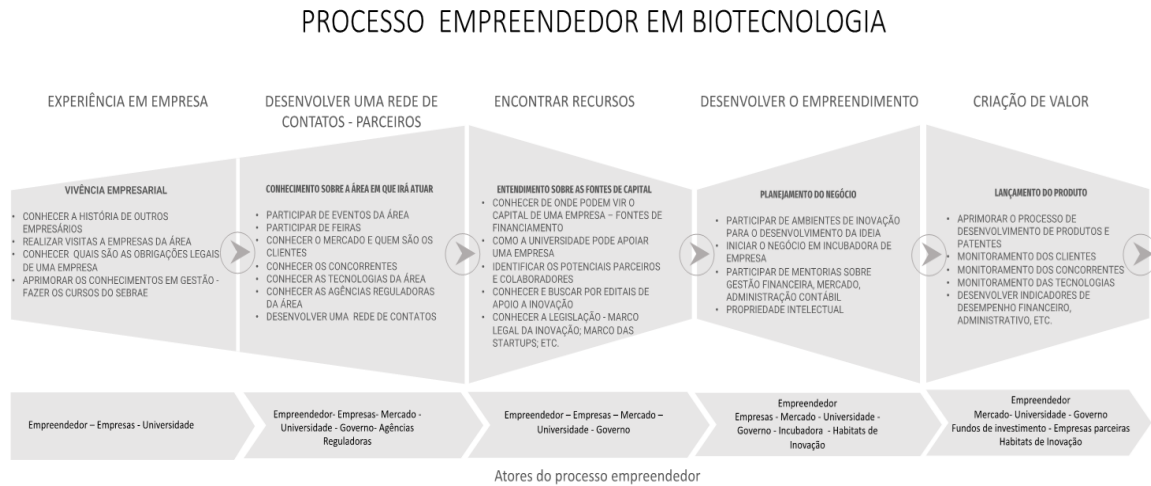 PROCESSO EMPREENDEDOR EM BIOTECNOLOGIA
EXPERIÊNCIA EM EMPRESA
DESENVOLVER UMA REDE DE
CONTATOS - PARCEIROS
ENCONTRAR RECURSOS
DESENVOLVER O EMPREENDIMENTO
CRIAÇÃO DE VALOR
VIVÊNCIA EMPRESARIAL
• CONHECER A HISTÓRIA DE OUTROS
EMPRESÁRIOS
• REALIZAR VISITAS A EMPRESAS DA ÁREA
• CONHECER QUAIS SÃO AS OBRIGAÇÕES LEGAIS
DE UMA EMPRESA
• APRIMORAR OS CONHECIMENTOS EM GESTÃO -
FAZER OS CURSOS DO SEBRAE
CONHECIMENTO SOBRE A ÁREA EM QUE IRÁ ATUAR
• PARTICIPAR DE EVENTOS DA ÁREA
• PARTICIPAR DE FEIRAS
• CONHECER O MERCADO E QUEM SÃO OS
CLIENTES
• CONHECER OS CONCORRENTES
• CONHECER AS TECNOLOGIAS DA ÁREA
• CONHECER AS AGÊNCIAS REGULADORAS
DA ÁREA
• DESENVOLVER UMA REDE DE CONTATOS
ENTENDIMENTO SOBRE AS FONTES DE CAPITAL
• CONHECER DE ONDE PODEM VIR O
CAPITAL DE UMA EMPRESA – FONTES DE
FINANCIAMENTO
• COMO A UNIVERSIDADE PODE APOIAR
UMA EMPRESA
• IDENTIFICAR OS POTENCIAIS PARCEIROS
E COLABORADORES
• CONHECER E BUSCAR POR EDITAIS DE
APOIO A INOVAÇÃO
• CONHECER A LEGISLAÇÃO - MARCO
LEGAL DA INOVAÇÃO; MARCO DAS
STARTUPS; ETC.
PLANEJAMENTO DO NEGÓCIO
• PARTICIPAR DE AMBIENTES DE INOVAÇÃO
PARA O DESENVOLVIMENTO DA IDEIA
• INICIAR O NEGÓCIO EM INCUBADORA DE
EMPRESA
• PARTICIPAR DE MENTORIAS SOBRE
GESTÃO FINANCEIRA, MERCADO,
ADMINISTRAÇÃO CONTÁBIL
• PROPRIEDADE INTELECTUAL
LANÇAMENTO DO PRODUTO
• APRIMORAR O PROCESSO DE
DESENVOLVIMENTO DE PRODUTOS E
PATENTES
• MONITORAMENTO DOS CLIENTES
• MONITORAMENTO DOS CONCORRENTES
• MONITORAMENTO DAS TECNOLOGIAS
• DESENVOLVER INDICADORES DE
DESEMPENHO FINANCEIRO,
ADMINISTRATIVO, ETC.
Empreendedor – Empresas - Universidade
Empreendedor- Empresas- Mercado -
Universidade - Governo- Agências
Reguladoras
Empreendedor – Empresas – Mercado –
Universidade - Governo
Empreendedor
Empresas - Mercado - Universidade -
Governo - Incubadora - Habitats de
Inovação
Empreendedor
Mercado- Universidade - Governo
Fundos de investimento - Empresas parceiras
Habitats de Inovação
Atores do processo empreendedor